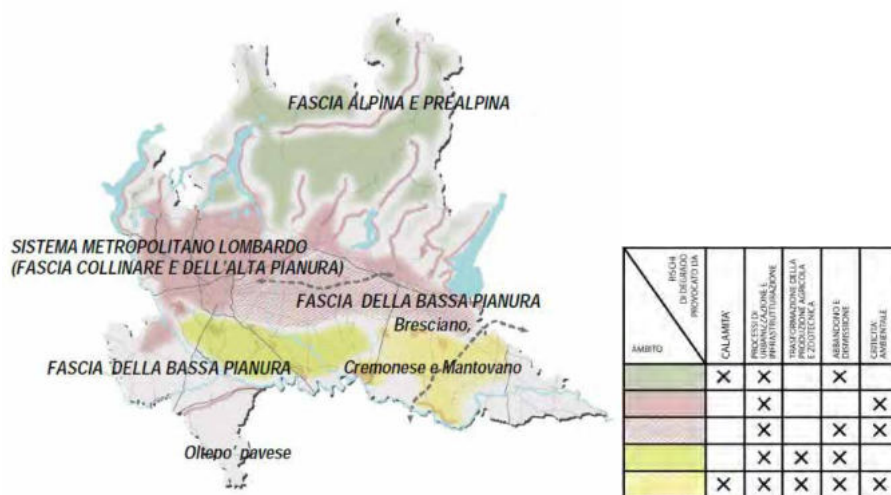 FASCIA ALPINA E PREALPINA
SISTEMA METROPOLITANO LOMBARDO
(FASCIA COLLINARE E DELL'ALTA PIANURA)
FASCIA DELLA BASSA PIANURA
Bresciano,
FASCIA DELLA BASSA PIANURA
Cremonese e Mantovano
Oltepo' pavese
RISCHI
DI DEGRADO
PROVOCATO DA
AMBITO
CALAMITA'
PROCESSI DI
URBANIZZAZIONE E
INFRASTRUTTURAZIONE
TRASFORMAZIONE DELLA
PRODUZIONE AGRICOLA
E ZOOTECNICA
ABBANDONO E
DISMISSIONE
CRITICITA'
AMBIENTALE
X X X
X X
X X X
X X X
X X X X X